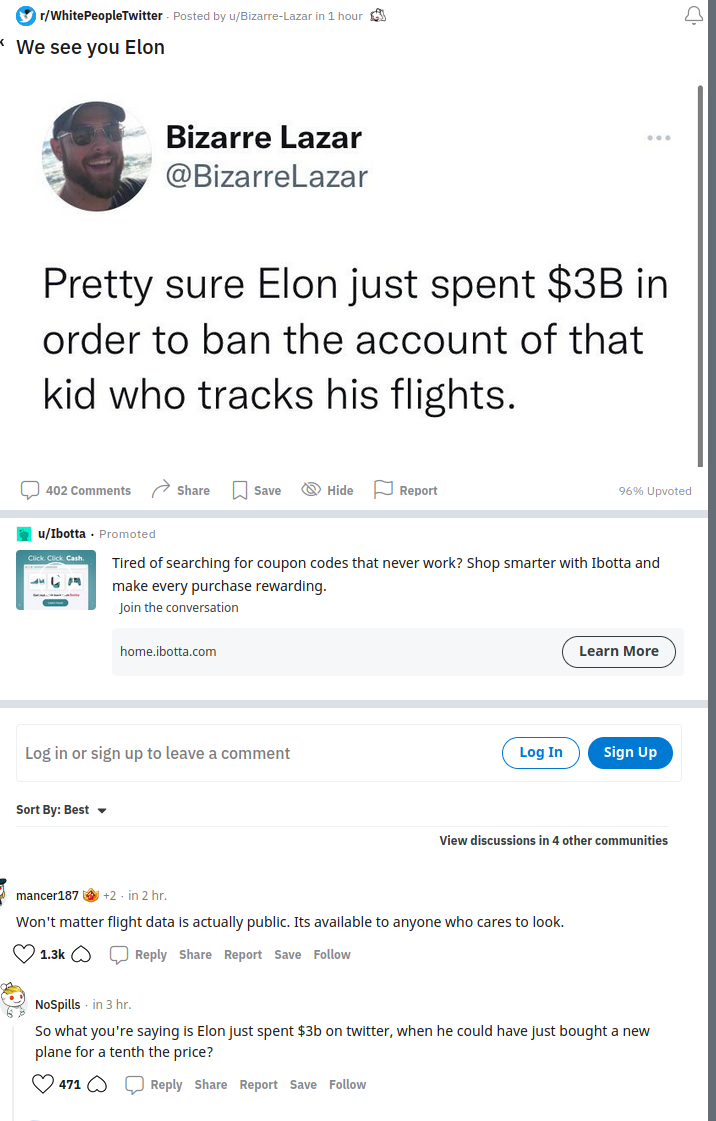 r/WhitePeopleTwitter · Posted by u/Bizarre-Lazar in 1 hour
We see you Elon
Bizarre Lazar
@BizarreLazar
Pretty sure Elon just spent $3B in
order to ban the account of that
kid who tracks his flights.
402 Comments Share Save Hide Report 96% Upvoted
u/Ibotta · Promoted
Click. Click. Cash.
Tired of searching for coupon codes that never work? Shop smarter with Ibotta and
make every purchase rewarding.
Join the conversation
home.ibotta.com Learn More
Log in or sign up to leave a comment Log In Sign Up
Sort By: Best
View discussions in 4 other communities
mancer187 +2 · in 2 hr.
Won't matter flight data is actually public. Its available to anyone who cares to look.
1.3k Reply Share Report Save Follow
NoSpills · in 3 hr.
So what you're saying is Elon just spent $3b on twitter, when he could have just bought a new
plane for a tenth the price?
471 Reply Share Report Save Follow